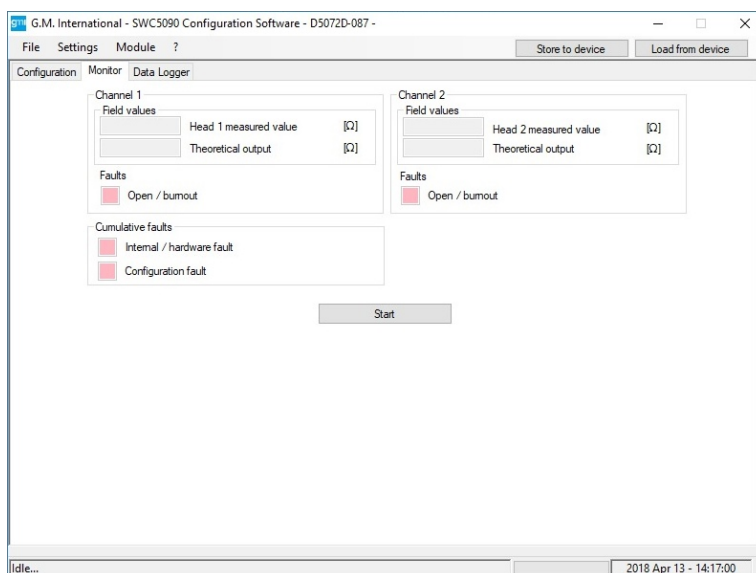 gmi G.M. International - SWC5090 Configuration Software - D5072D-087 -
File Settings Module ? Store to device Load from device
Configuration Monitor Data Logger
Channel 1
Field values
Head 1 measured value [Ω]
Theoretical output [Ω]
Faults
Open / burnout
Channel 2
Field values
Head 2 measured value [Ω]
Theoretical output [Ω]
Faults
Open / burnout
Cumulative faults
Internal / hardware fault
Configuration fault
Start
Idle... 2018 Apr 13 - 14:17:00